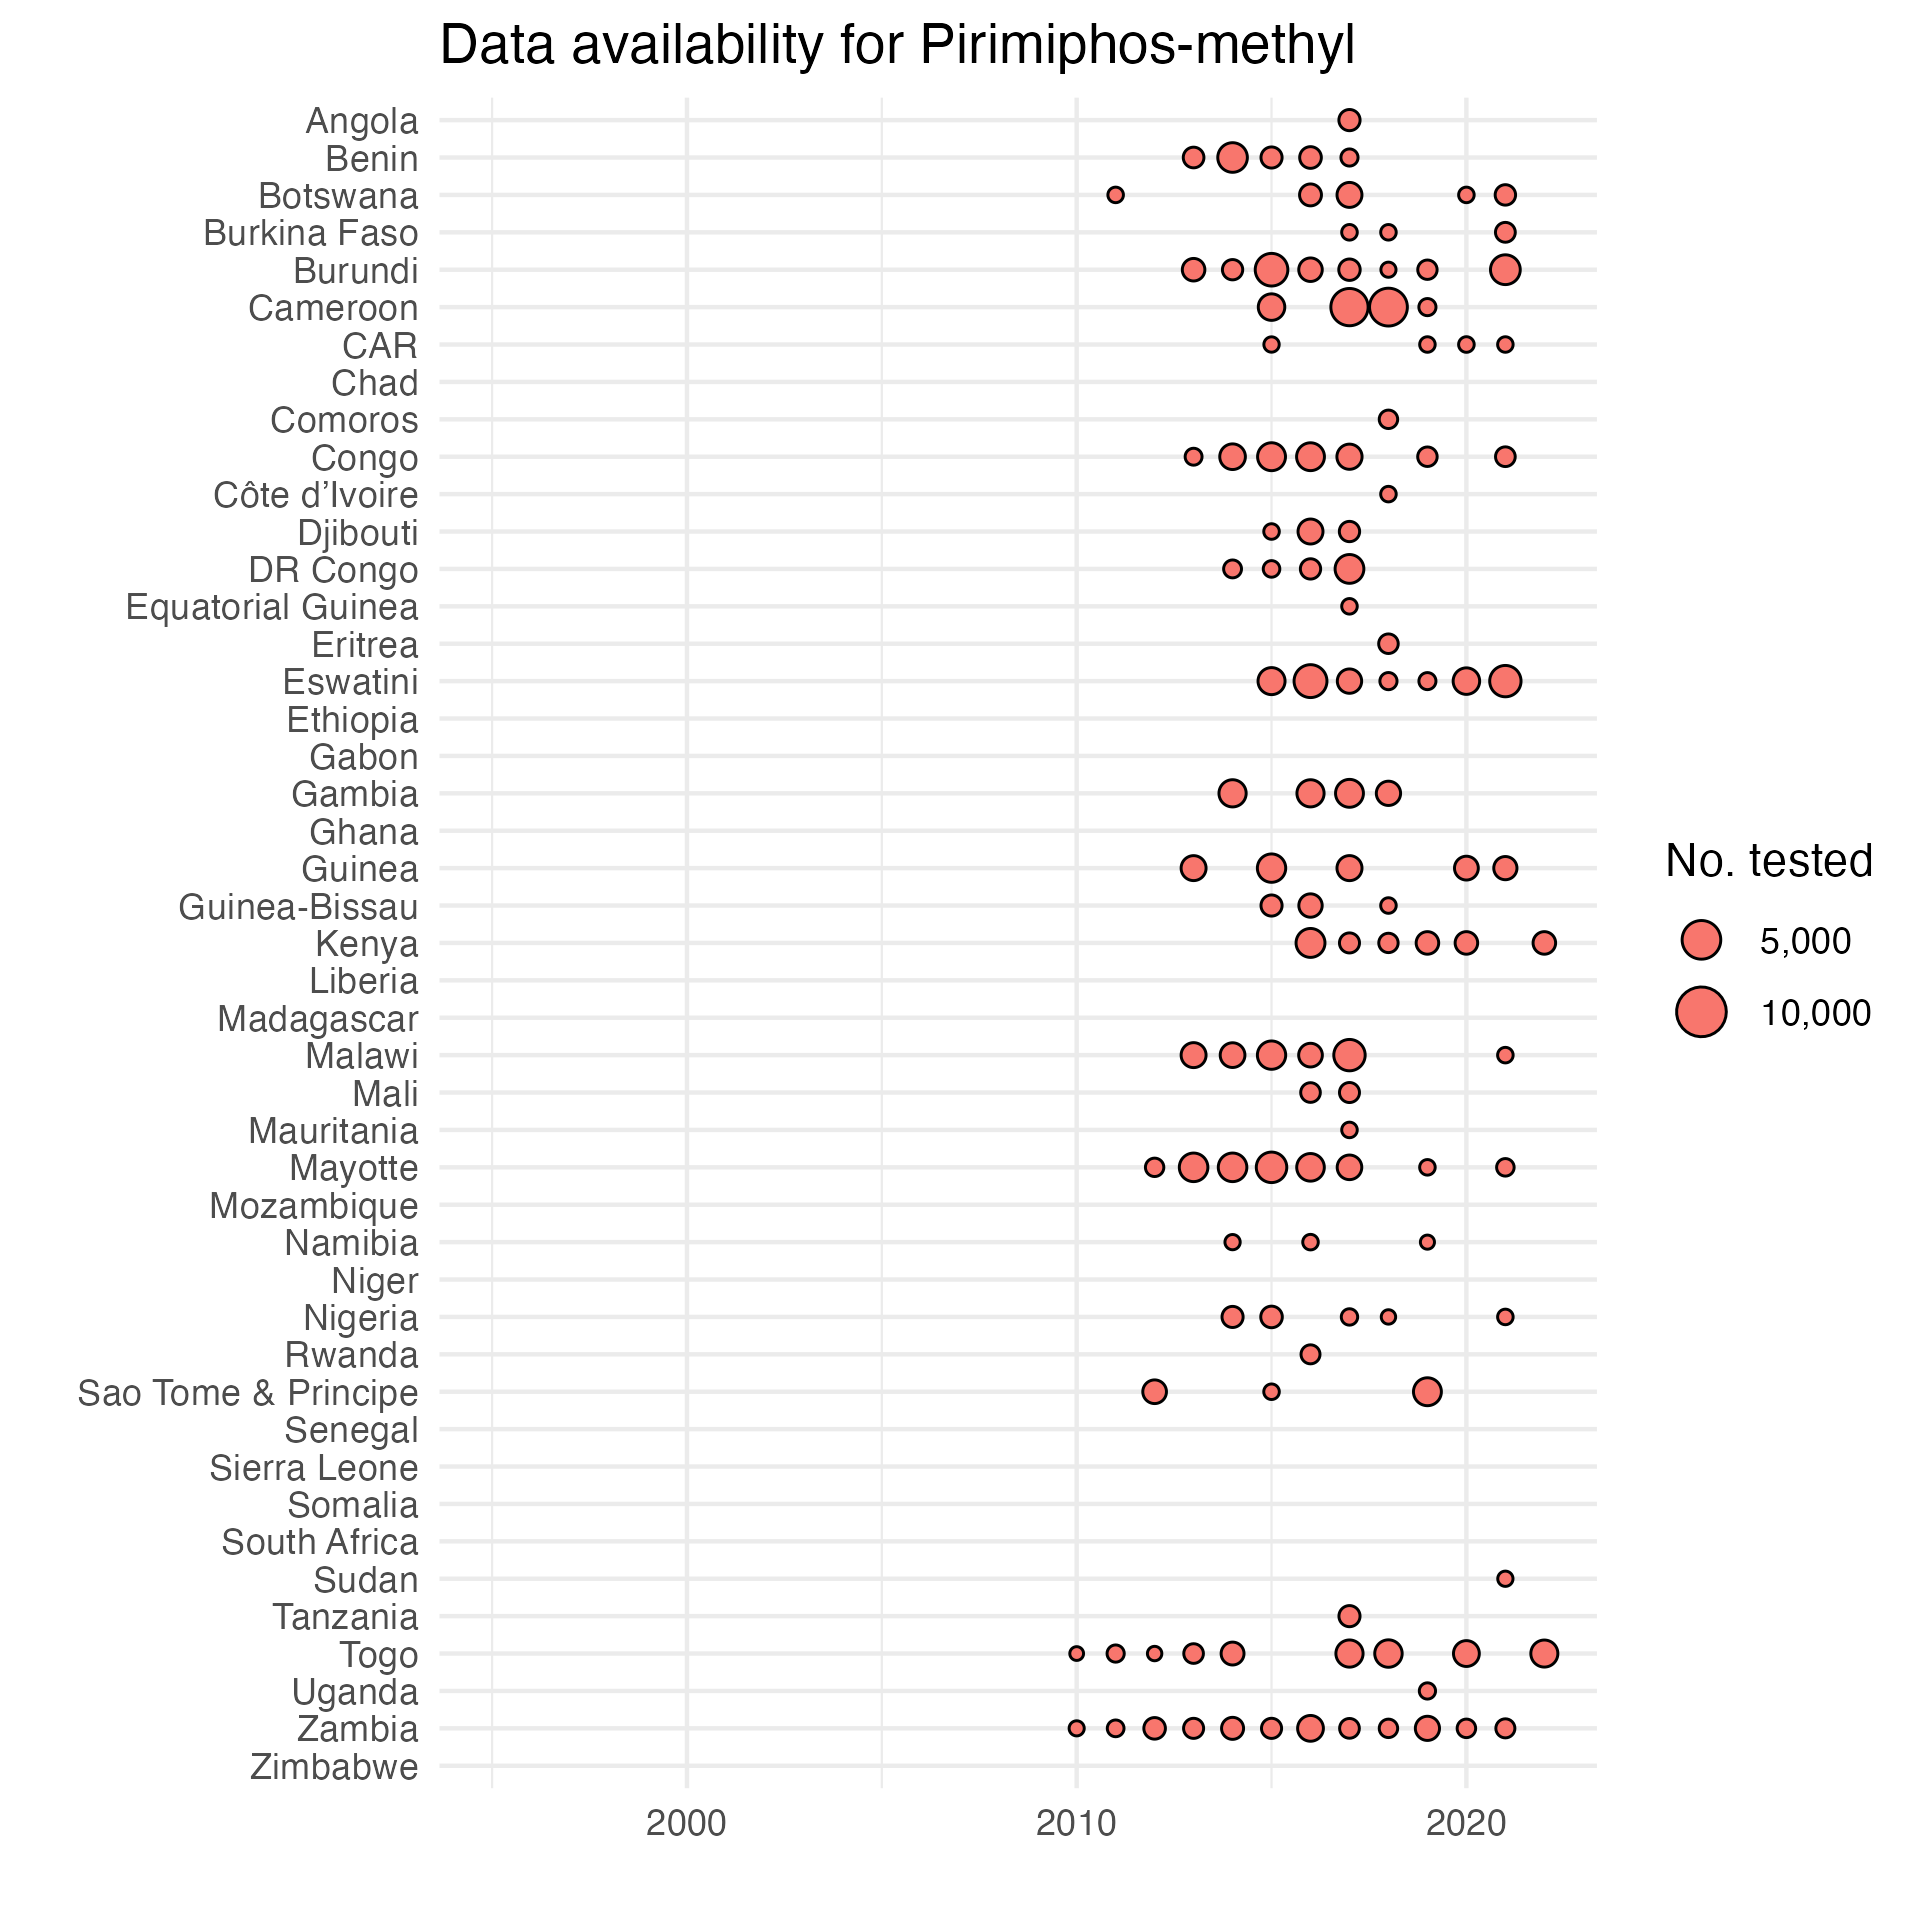 Data availability for Pirimiphos-methyl
Angola
Benin
Botswana
Burkina Faso
Burundi
Cameroon
CAR
Chad
Comoros
Congo
Côte d’Ivoire
Djibouti
DR Congo
Equatorial Guinea
Eritrea
Eswatini
Ethiopia
Gabon
Gambia
Ghana
Guinea
Guinea-Bissau
Kenya
Liberia
Madagascar
Malawi
Mali
Mauritania
Mayotte
Mozambique
Namibia
Niger
Nigeria
Rwanda
Sao Tome & Principe
Senegal
Sierra Leone
Somalia
South Africa
Sudan
Tanzania
Togo
Uganda
Zambia
Zimbabwe
2000 2010 2020
No. tested
5,000
10,000